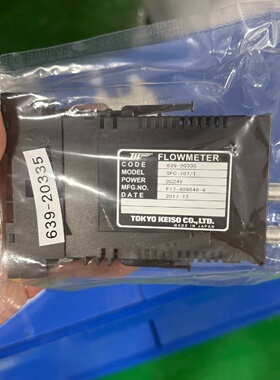 FLOWMETER
CODE 639-20335
MODEL SFC-707/1
POWER DC24V
MFG.NO.
DATE 2017.12
TOKYO KEISO CO.,LTD.
MADE IN JAPAN
639-20335